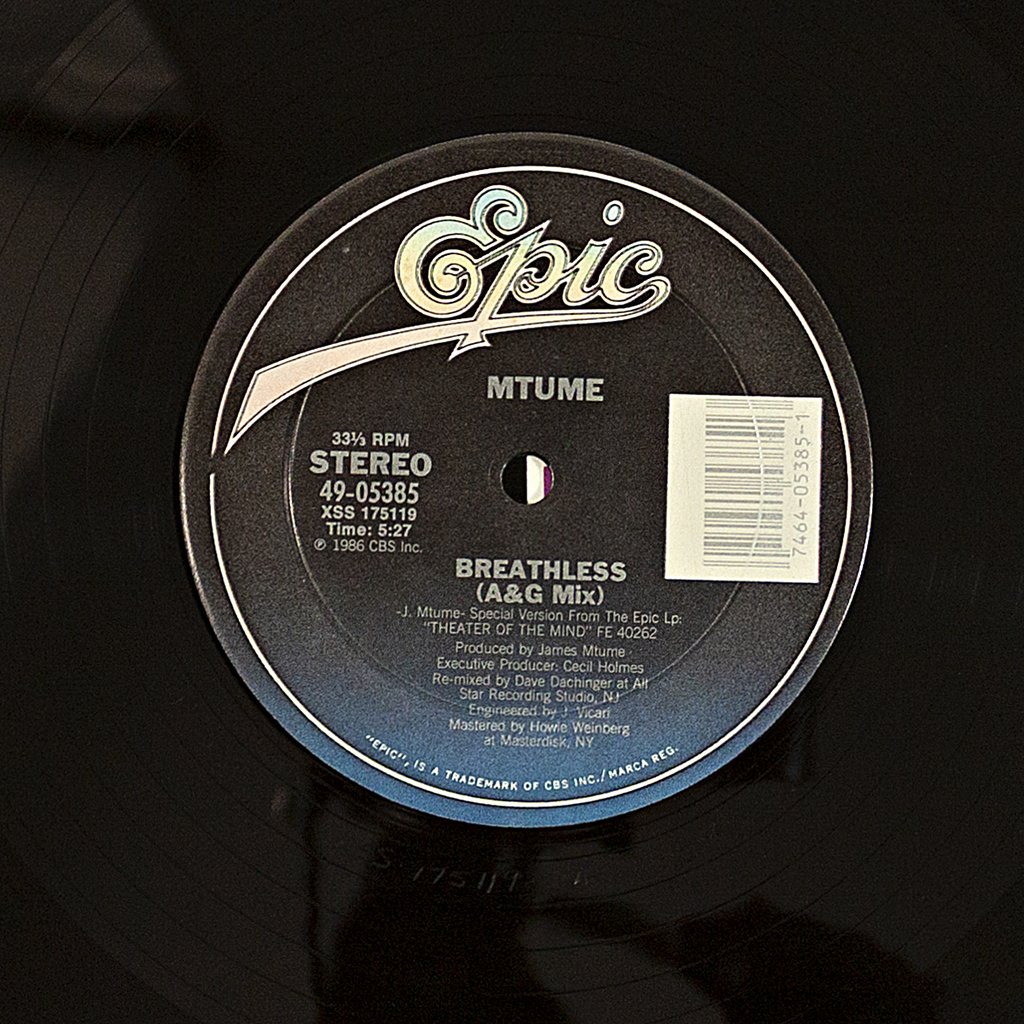 Epic
MTUME
33⅓ RPM
STEREO
49-05385
XSS 175119
Time: 5:27
℗ 1986 CBS Inc.
7464-05385-1
BREATHLESS
(A&G Mix)
-J. Mtume- Special Version From The Epic Lp:
"THEATER OF THE MIND" FE 40262
Produced by James Mtume
Executive Producer: Cecil Holmes
Re-mixed by Dave Dachinger at All
Star Recording Studio, NJ
Engineered by J. Vicari
Mastered by Howie Weinberg
at Masterdisk, NY
"EPIC", IS A TRADEMARK OF CBS INC./MARCA REG.
S 175119